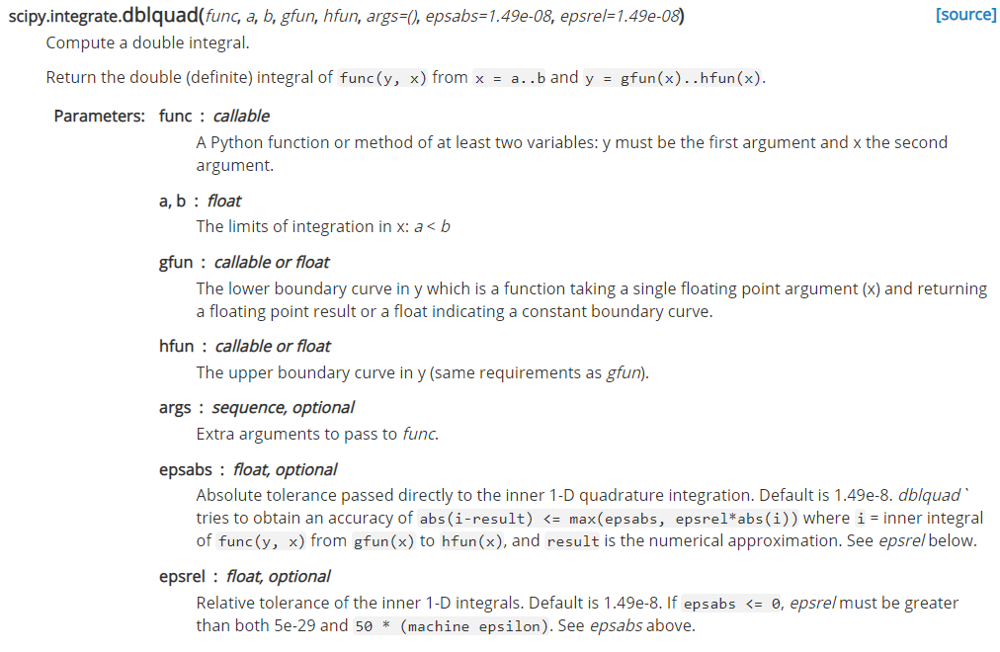 scipy.integrate.dblquad(func, a, b, gfun, hfun, args=(), epsabs=1.49e-08, epsrel=1.49e-08) [source]
Compute a double integral.
Return the double (definite) integral of func(y, x) from x = a..b and y = gfun(x)..hfun(x).
Parameters: func : callable
A Python function or method of at least two variables: y must be the first argument and x the second
argument.
a, b : float
The limits of integration in x: a < b
gfun : callable or float
The lower boundary curve in y which is a function taking a single floating point argument (x) and returning
a floating point result or a float indicating a constant boundary curve.
hfun : callable or float
The upper boundary curve in y (same requirements as gfun).
args : sequence, optional
Extra arguments to pass to func.
epsabs : float, optional
Absolute tolerance passed directly to the inner 1-D quadrature integration. Default is 1.49e-8. dblquad`
tries to obtain an accuracy of abs(i-result) <= max(epsabs, epsrel*abs(i)) where i = inner integral
of func(y, x) from gfun(x) to hfun(x), and result is the numerical approximation. See epsrel below.
epsrel : float, optional
Relative tolerance of the inner 1-D integrals. Default is 1.49e-8. If epsabs <= 0, epsrel must be greater
than both 5e-29 and 50 * (machine epsilon). See epsabs above.